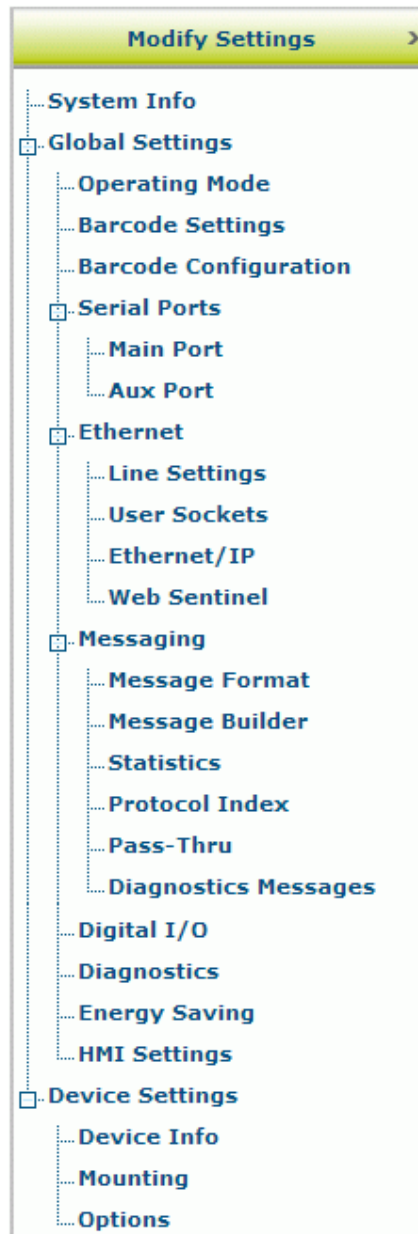 Modify Settings
System Info
Global Settings
Operating Mode
Barcode Settings
Barcode Configuration
Serial Ports
Main Port
Aux Port
Ethernet
Line Settings
User Sockets
Ethernet/IP
Web Sentinel
Messaging
Message Format
Message Builder
Statistics
Protocol Index
Pass-Thru
Diagnostics Messages
Digital I/O
Diagnostics
Energy Saving
HMI Settings
Device Settings
Device Info
Mounting
Options